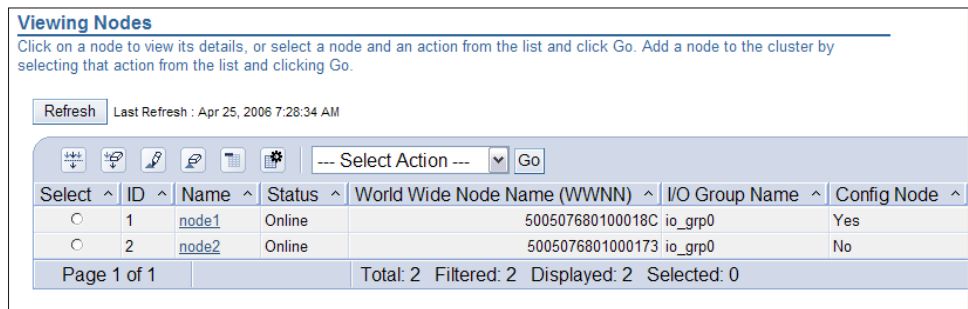 Viewing Nodes
Click on a node to view its details, or select a node and an action from the list and click Go. Add a node to the cluster by
selecting that action from the list and clicking Go.
Refresh Last Refresh : Apr 25, 2006 7:28:34 AM
--- Select Action --- Go
Select ^ ID ^ Name ^ Status ^ World Wide Node Name (WWNN) ^ I/O Group Name ^ Config Node ^
1 node1 Online 500507680100018C io_grp0 Yes
2 node2 Online 5005076801000173 io_grp0 No
Page 1 of 1 Total: 2 Filtered: 2 Displayed: 2 Selected: 0